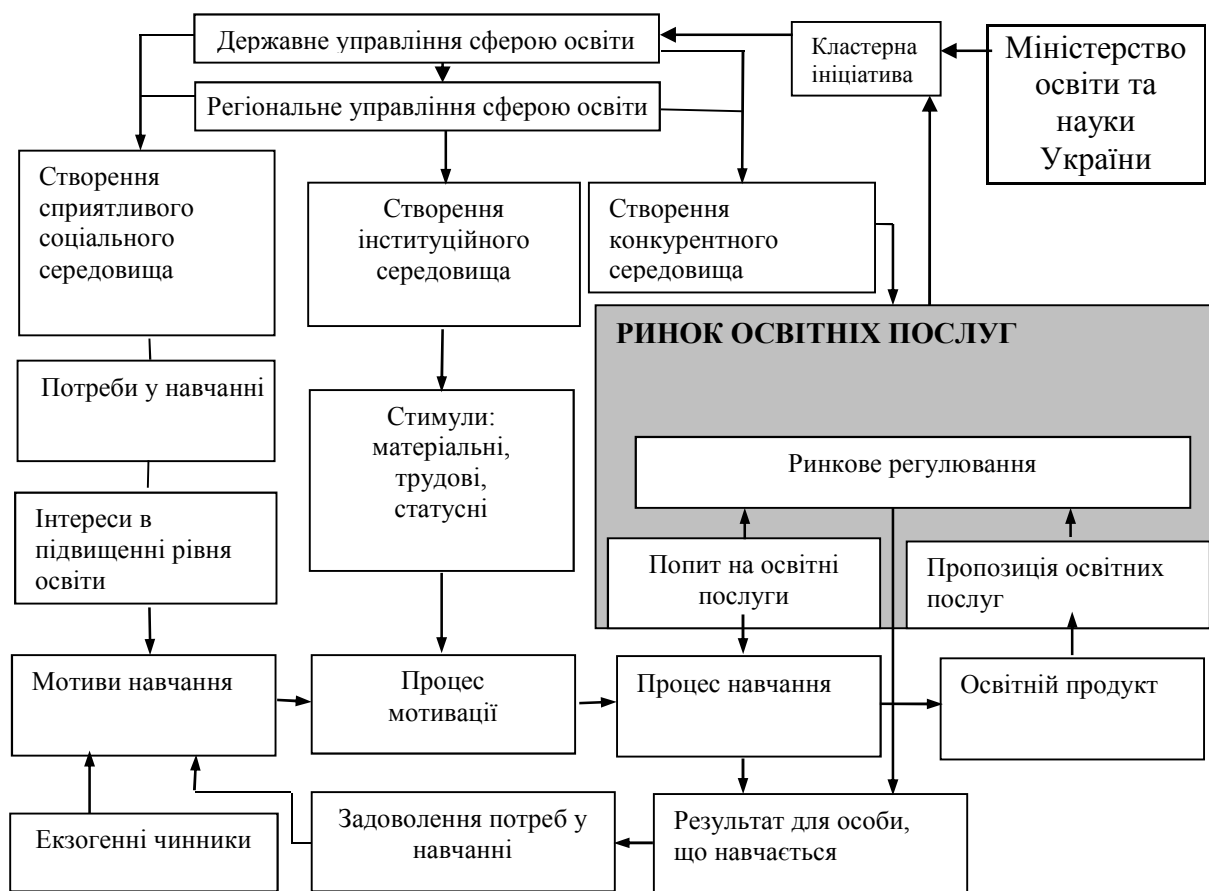 Державне управління сферою освіти
Кластерна
ініціатива
Міністерство
освіти та
науки
України
Регіональне управління сферою освіти
Створення
сприятливого
соціального
середовища
Створення
інституційного
середовища
Створення
конкурентного
середовища
РИНОК ОСВІТНІХ ПОСЛУГ
Потреби у навчанні
Стимули:
матеріальні,
трудові,
статусні
Ринкове регулювання
Інтереси в
підвищенні рівня
освіти
Попит на освітні
послуги
Пропозиція освітних
послуг
Мотиви навчання
Процес
мотивації
Процес навчання
Освітній продукт
Екзогенні чинники
Задоволення потреб у
навчанні
Результат для особи,
що навчається